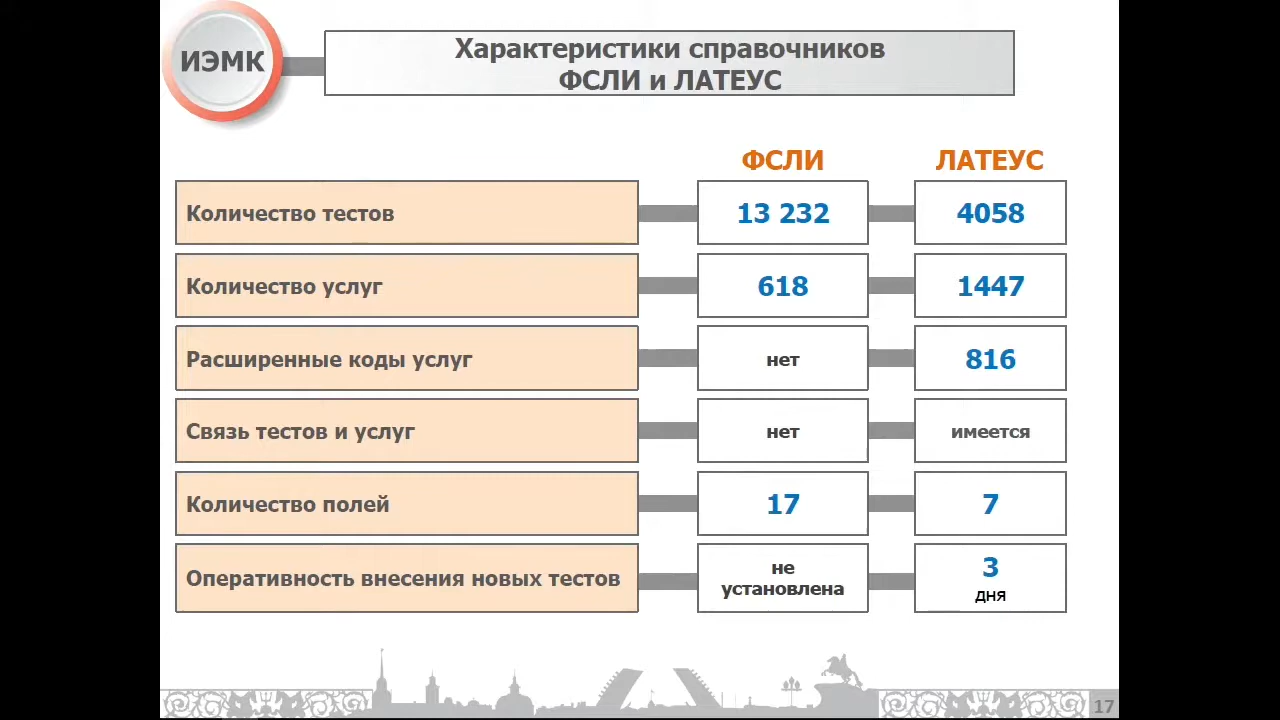 ИЭМК
Характеристики справочников
ФСЛИ и ЛАТЕУС
ФСЛИ ЛАТЕУС
Количество тестов 13 232 4058
Количество услуг 618 1447
Расширенные коды услуг нет 816
Связь тестов и услуг нет имеется
Количество полей 17 7
Оперативность внесения новых тестов не установлена 3 дня
17